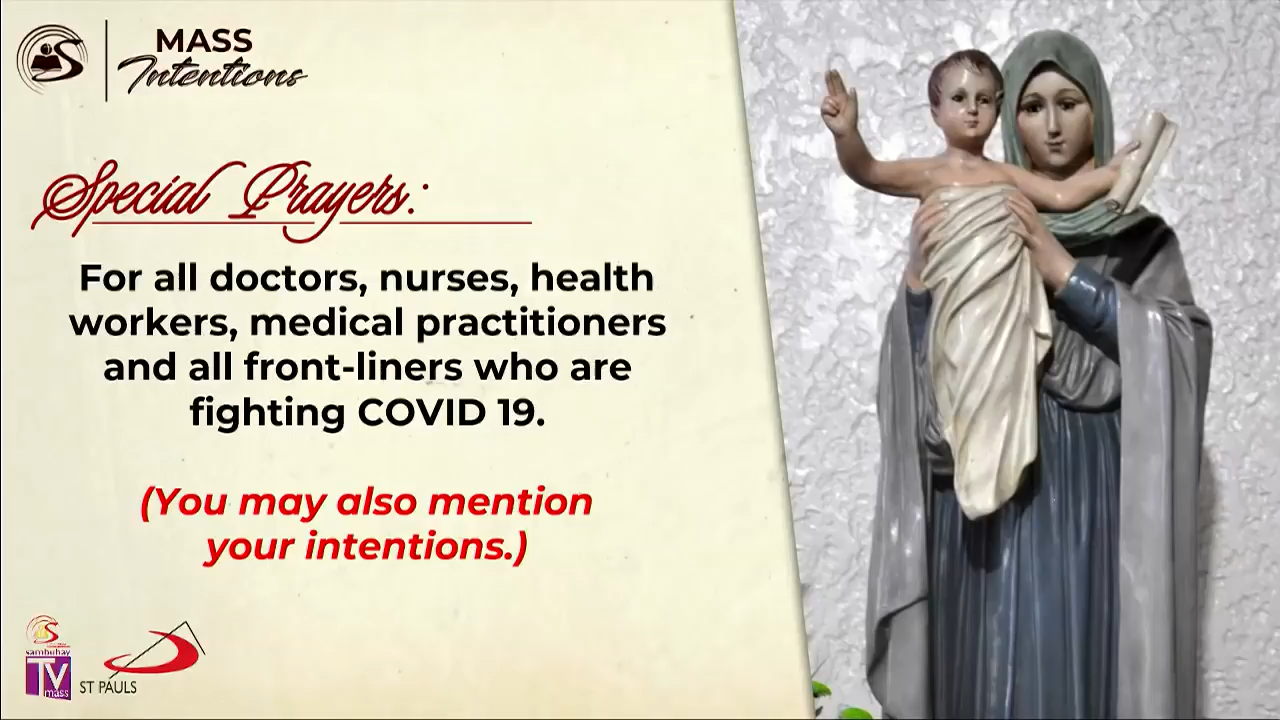 MASS
Intentions
Special Prayers:
For all doctors, nurses, health
workers, medical practitioners
and all front-liners who are
fighting COVID 19.
(You may also mention
your intentions.)
sambuhay
TV
mass
ST PAULS